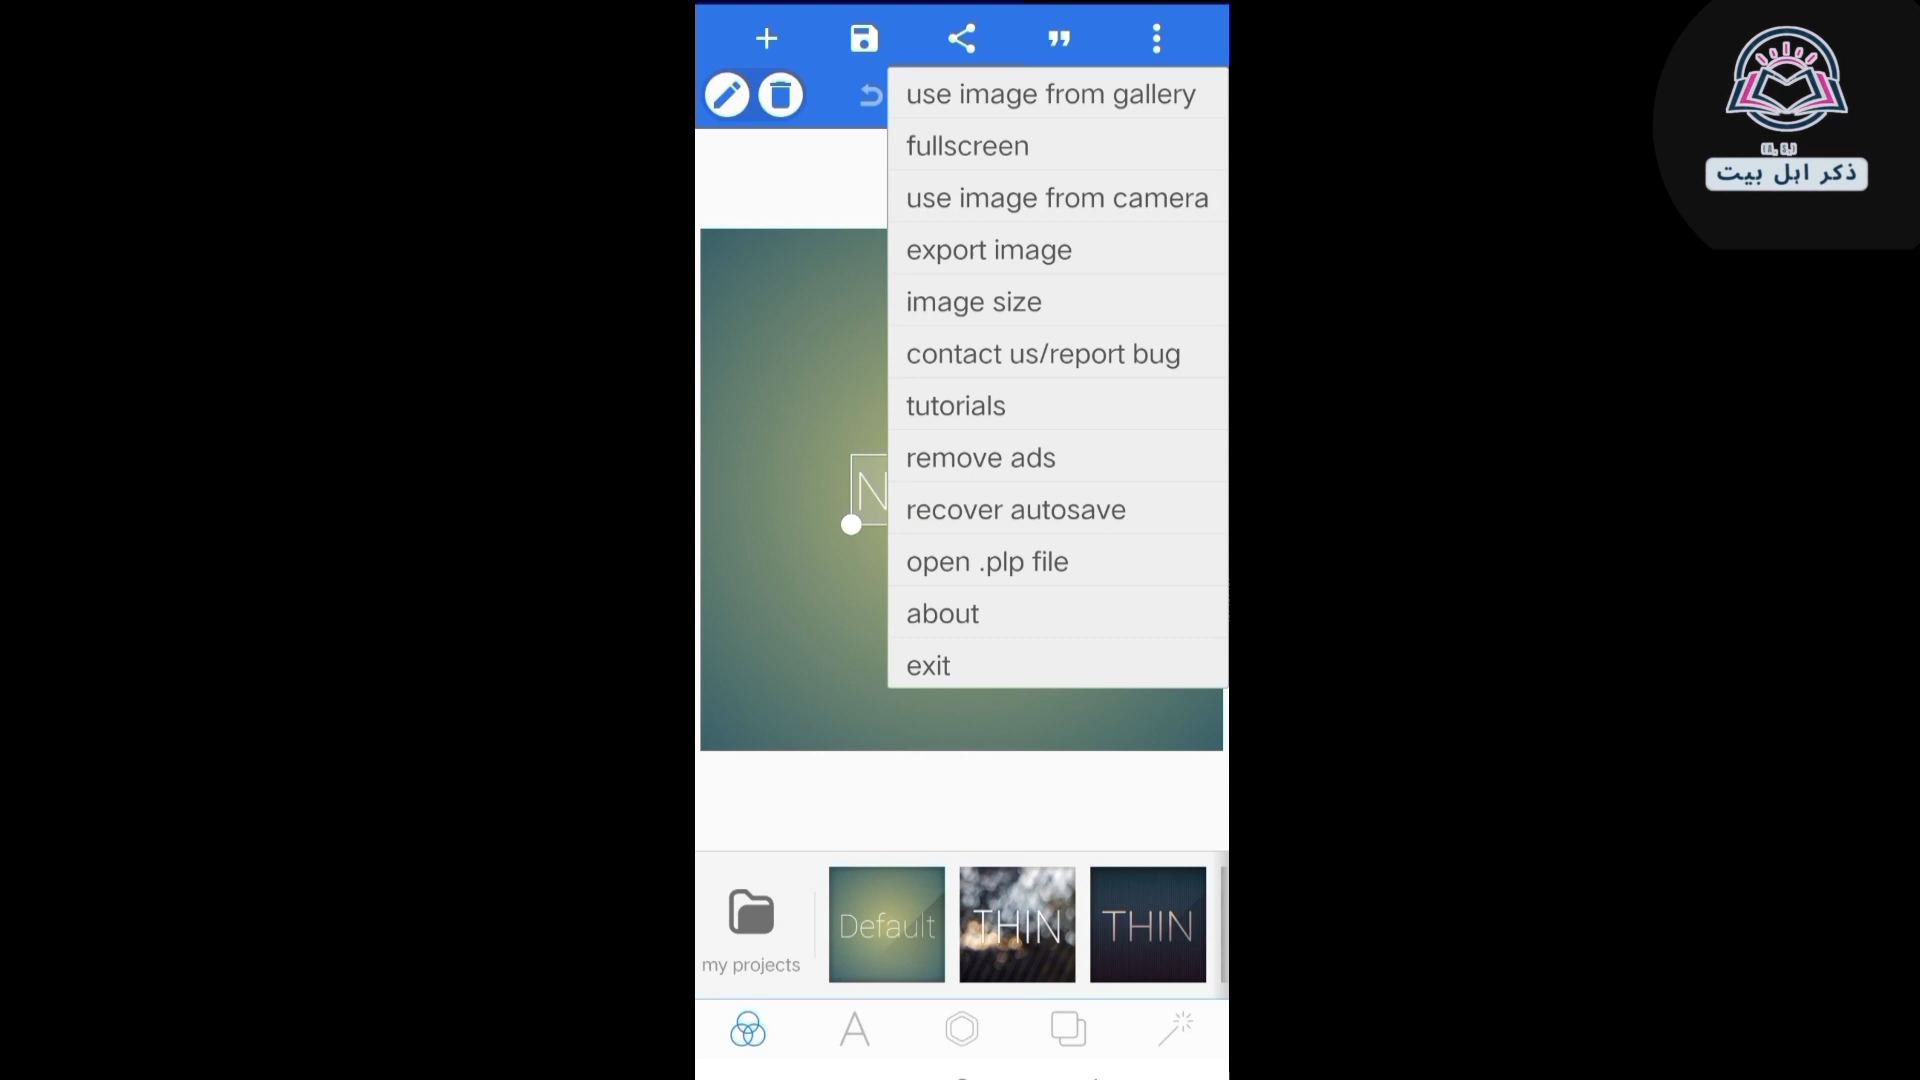 use image from gallery
fullscreen
use image from camera
export image
image size
contact us/report bug
tutorials
remove ads
recover autosave
open .plp file
about
exit
N
my projects
Default
THIN
THIN
(A, S,)
ذکر اہل بیت